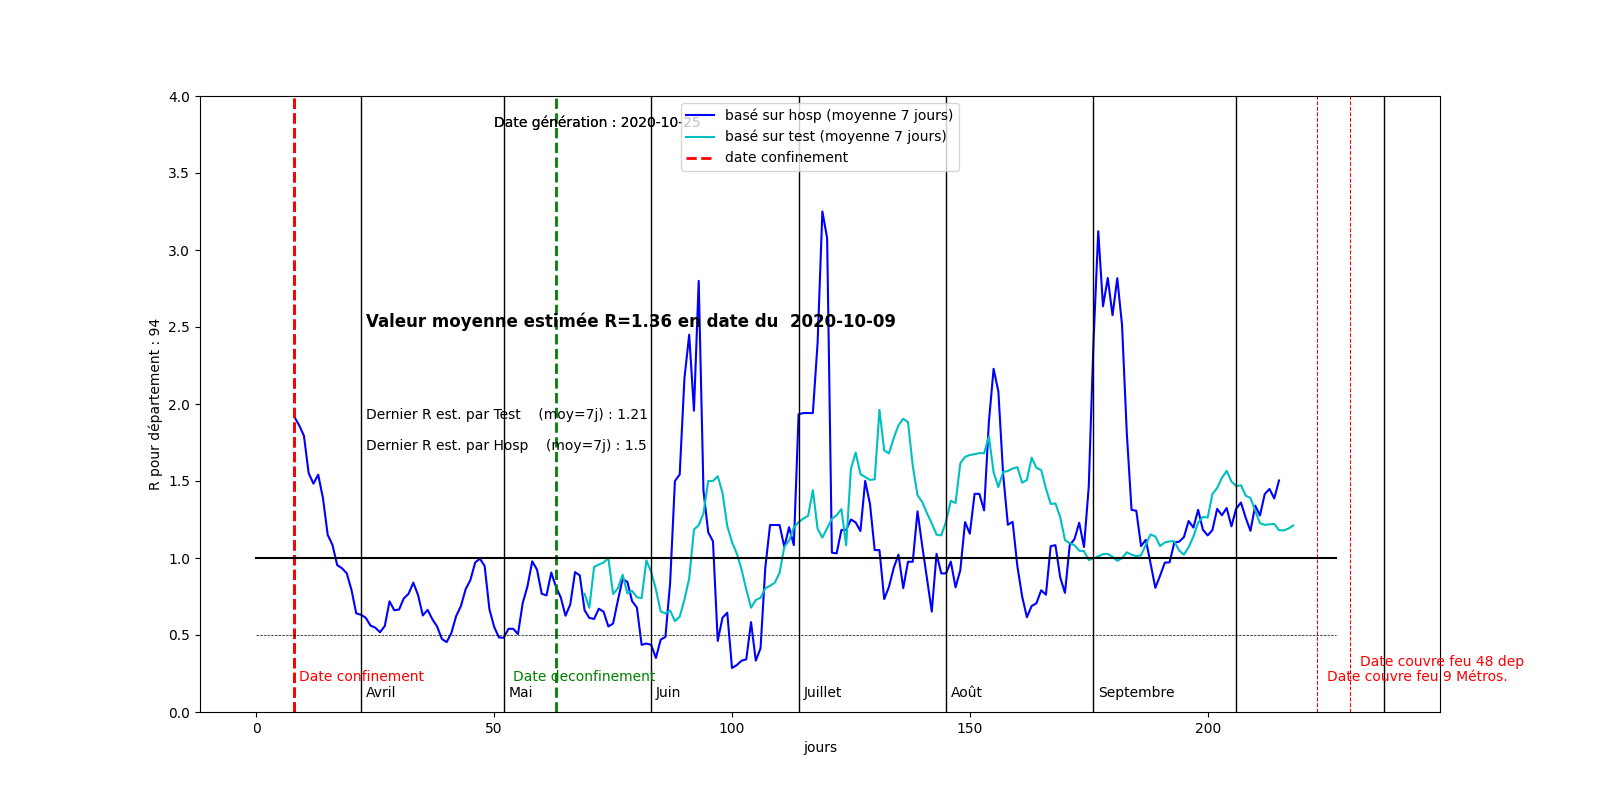 4.0
Date génération : 2020-10-25
basé sur hosp (moyenne 7 jours)
basé sur test (moyenne 7 jours)
date confinement
3.5
3.0
2.5
Valeur moyenne estimée R=1.36 en date du 2020-10-09
2.0
Dernier R est. par Test (moy=7j) : 1.21
Dernier R est. par Hosp (moy=7j) : 1.5
R pour département : 94
1.5
1.0
0.5
Date couvre feu 48 dep
Date confinement
Date deconfinement
Date couvre feu 9 Métros.
Avril
Mai
Juin
Juillet
Août
Septembre
0.0
0
50
100
150
200
jours